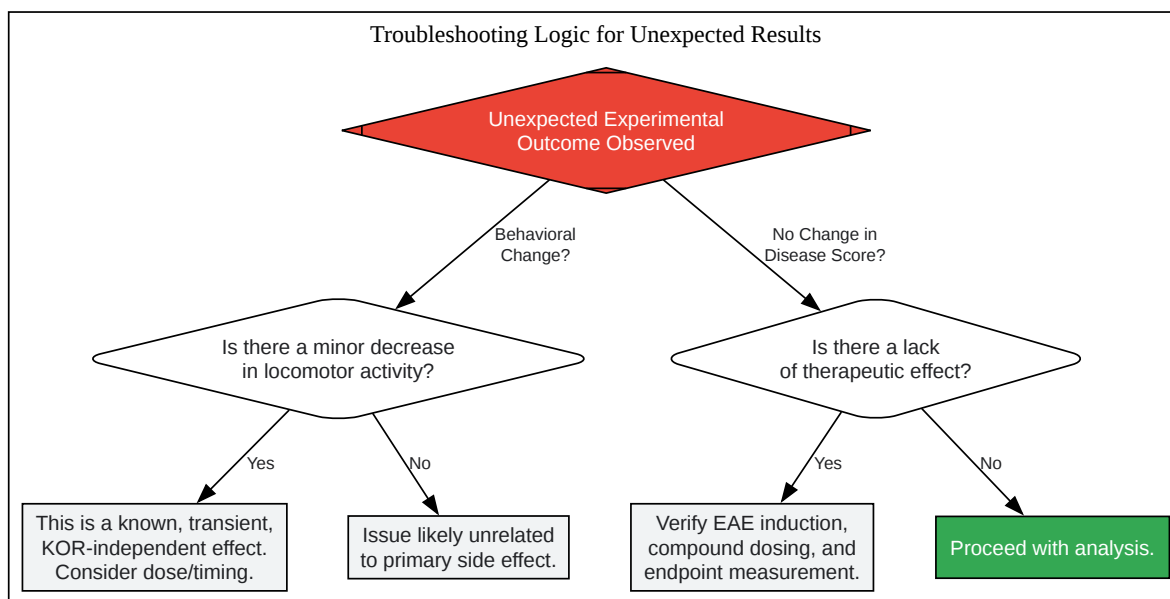 Troubleshooting Logic for Unexpected Results
Unexpected Experimental
Outcome Observed
Behavioral
Change?
No Change in
Disease Score?
Is there a minor decrease
in locomotor activity?
Is there a lack
of therapeutic effect?
Yes
No
Yes
No
This is a known, transient,
KOR-independent effect.
Consider dose/timing.
Issue likely unrelated
to primary side effect.
Verify EAE induction,
compound dosing, and
endpoint measurement.
Proceed with analysis.